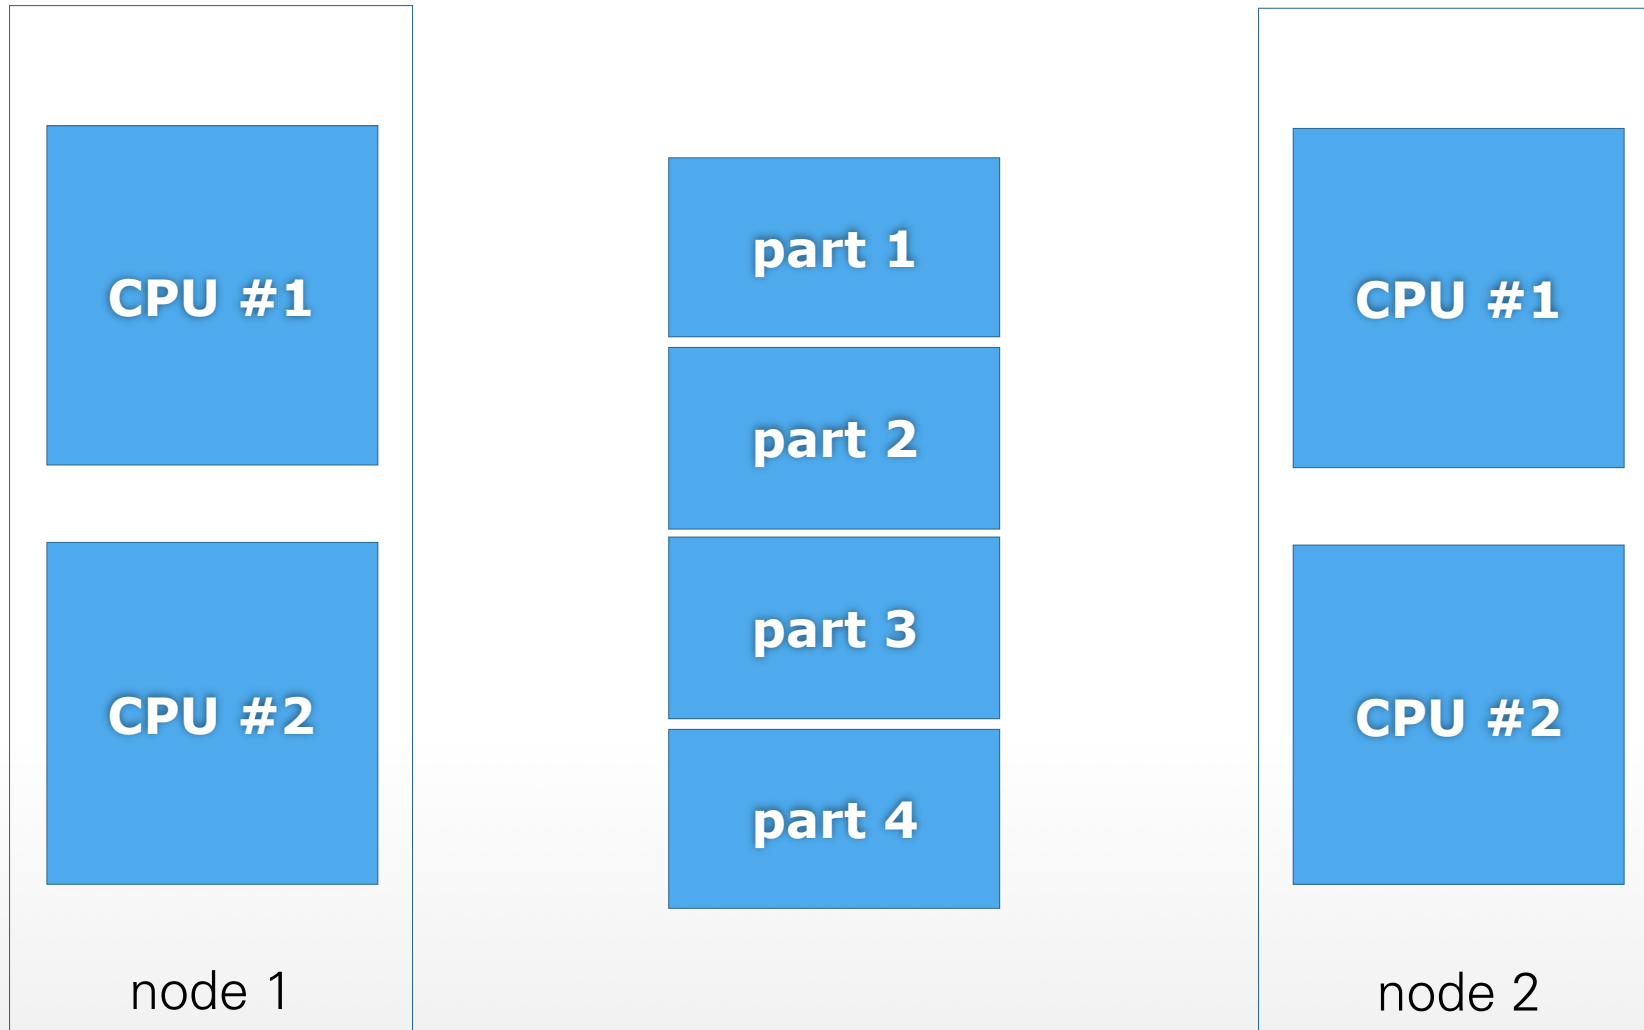 CPU #1
CPU #2
node 1
part 1
part 2
part 3
part 4
CPU #1
CPU #2
node 2